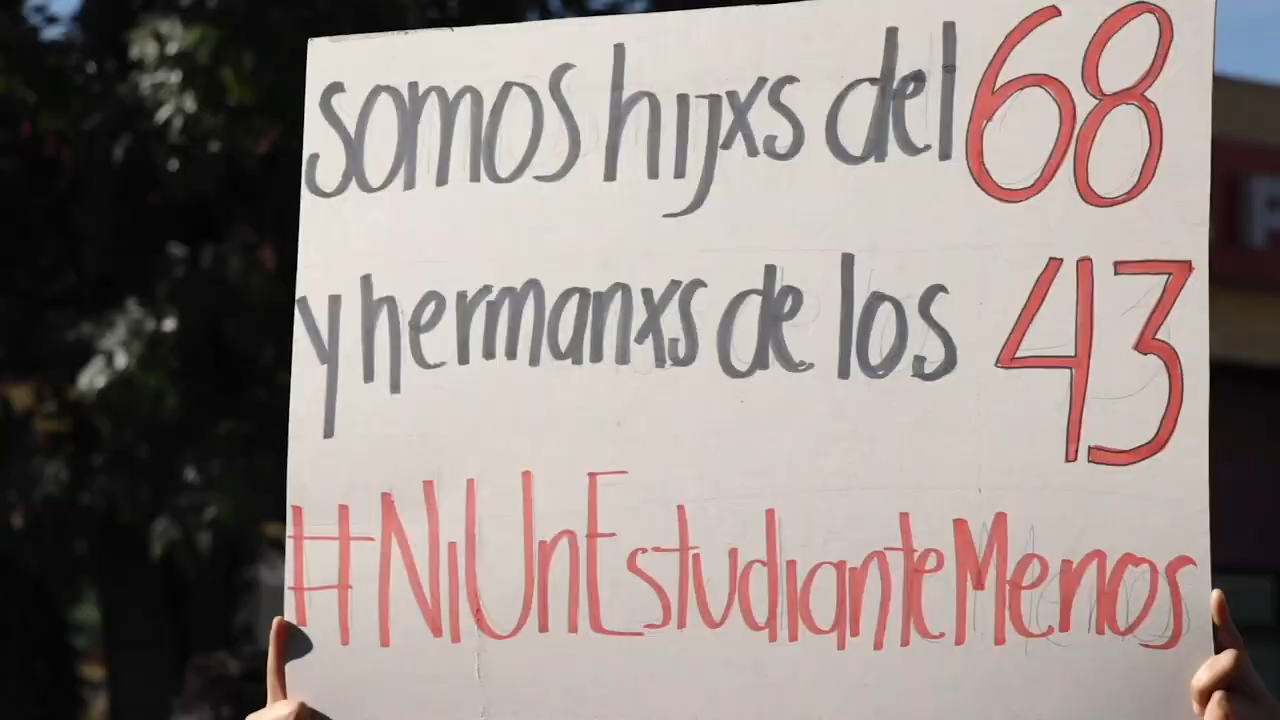 somos hijxs del 68
y hermanxs de los 43
#NiUnEstudianteMenos